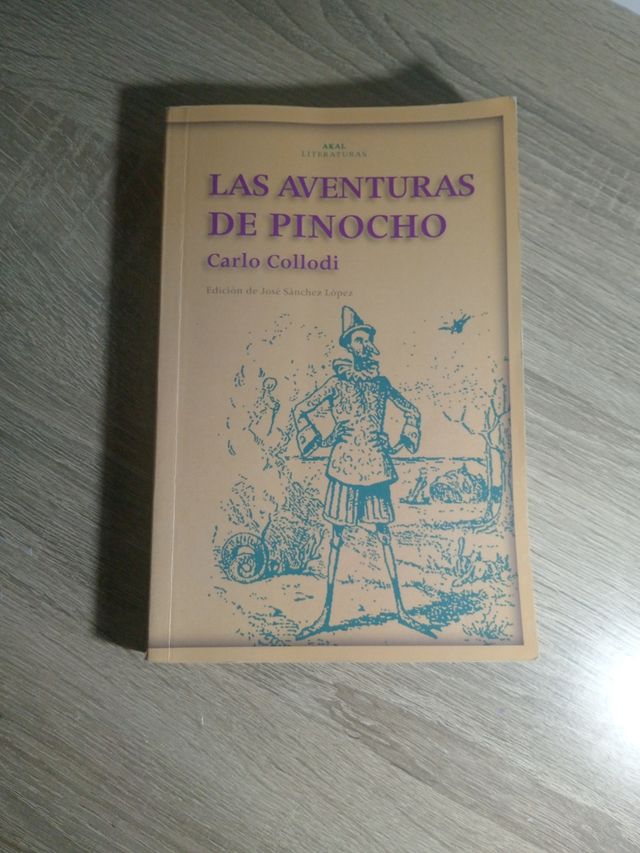 AKAL
LITERATURAS
LAS AVENTURAS
DE PINOCHO
Carlo Collodi
Edición de José Sánchez López